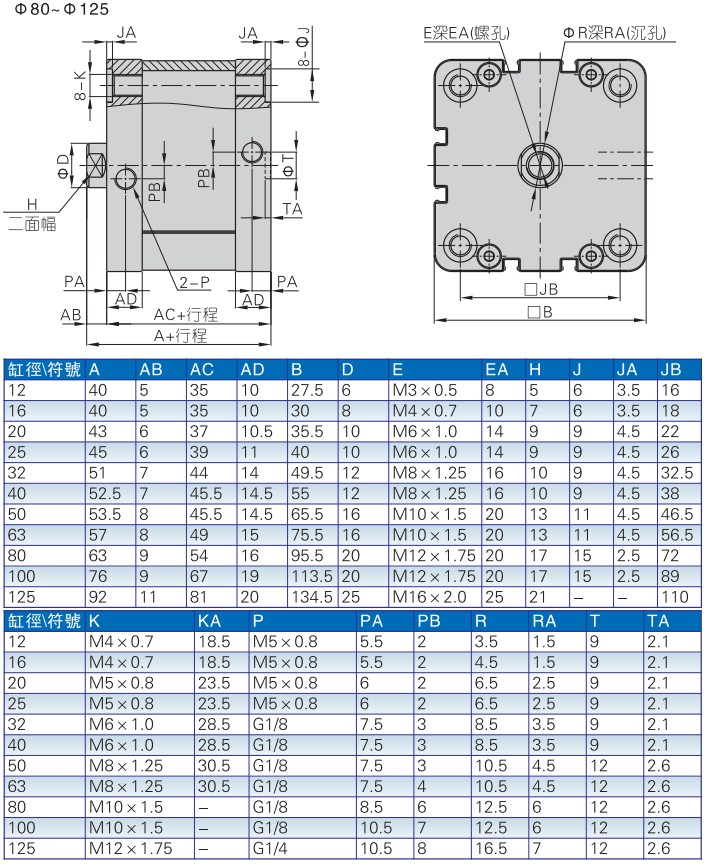 Φ80~Φ125
JA
JA
8-ΦJ
8-K
ΦD
PB
PB
ΦT
H
二面幅
TA
PA
2-P
PA
AD
AD
AB
AC+行程
A+行程
E深EA(螺孔)
ΦR深RA(沉孔)
□JB
□B
缸徑\符號 A AB AC AD B D E EA H J JA JB
12 40 5 35 10 27.5 6 M3×0.5 8 5 6 3.5 16
16 40 5 35 10 30 8 M4×0.7 10 7 6 3.5 18
20 43 6 37 10.5 35.5 10 M6×1.0 14 9 9 4.5 22
25 45 6 39 11 40 10 M6×1.0 14 9 9 4.5 26
32 51 7 44 14 49.5 12 M8×1.25 16 10 9 4.5 32.5
40 52.5 7 45.5 14.5 55 12 M8×1.25 16 10 9 4.5 38
50 53.5 8 45.5 14.5 65.5 16 M10×1.5 20 13 11 4.5 46.5
63 57 8 49 15 75.5 16 M10×1.5 20 13 11 4.5 56.5
80 63 9 54 16 95.5 20 M12×1.75 20 17 15 2.5 72
100 76 9 67 19 113.5 20 M12×1.75 20 17 15 2.5 89
125 92 11 81 20 134.5 25 M16×2.0 25 21 – – 110
缸徑\符號 K KA P PA PB R RA T TA
12 M4×0.7 18.5 M5×0.8 5.5 2 3.5 1.5 9 2.1
16 M4×0.7 18.5 M5×0.8 5.5 2 4.5 1.5 9 2.1
20 M5×0.8 23.5 M5×0.8 6 2 6.5 2.5 9 2.1
25 M5×0.8 23.5 M5×0.8 6 2 6.5 2.5 9 2.1
32 M6×1.0 28.5 G1/8 7.5 3 8.5 3.5 9 2.1
40 M6×1.0 28.5 G1/8 7.5 3 8.5 3.5 9 2.1
50 M8×1.25 30.5 G1/8 7.5 3 10.5 4.5 12 2.6
63 M8×1.25 30.5 G1/8 7.5 4 10.5 4.5 12 2.6
80 M10×1.5 – G1/8 8.5 6 12.5 6 12 2.6
100 M10×1.5 – G1/8 10.5 7 12.5 6 12 2.6
125 M12×1.75 – G1/4 10.5 8 16.5 7 12 2.6